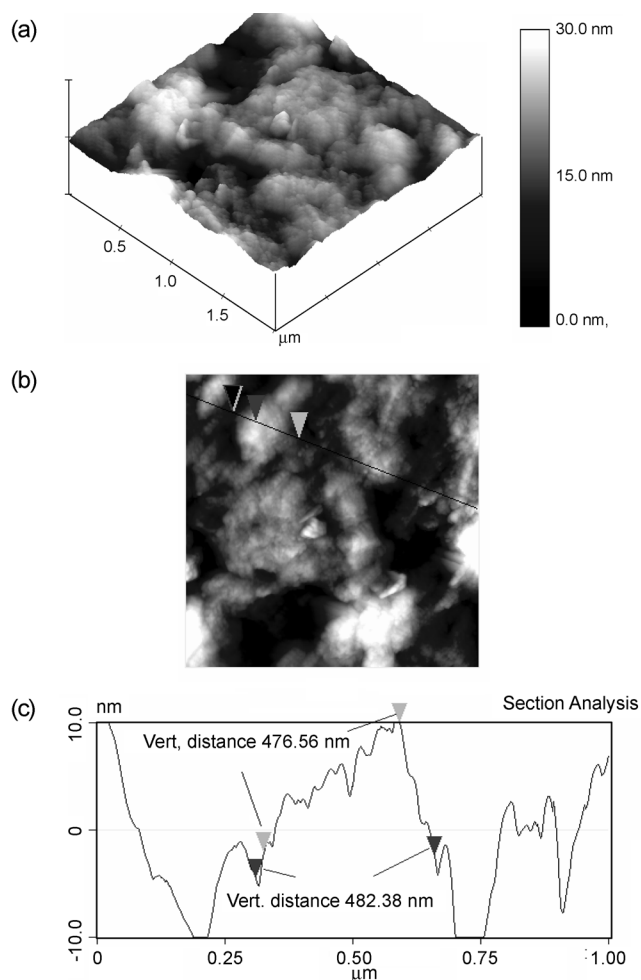 (a)
30.0 nm
15.0 nm
0.0 nm,
0.5
1.0
1.5
μm
(b)
(c)
nm
Section Analysis
10.0
Vert, distance 476.56 nm
0
Vert. distance 482.38 nm
-10.0
0
0.25
0.50
0.75
1.00
μm